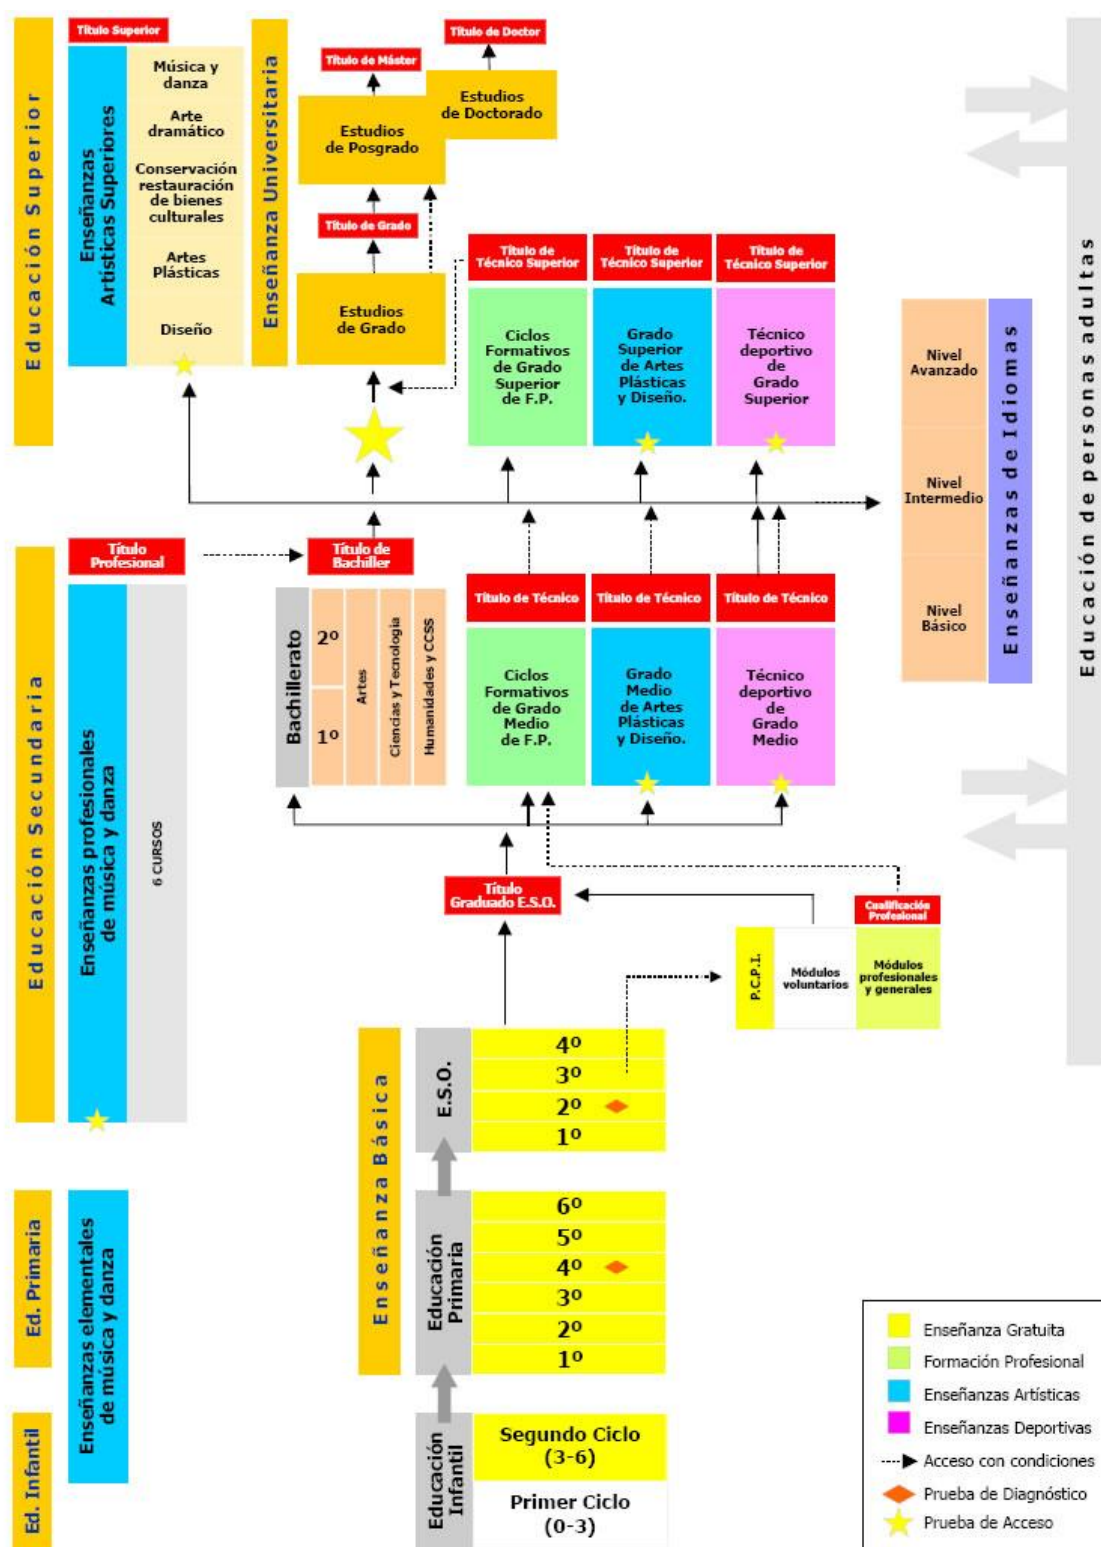 Educación Superior
Título Superior
Enseñanzas
Artísticas Superiores
Música y
danza
Arte
dramático
Conservación
restauración
de bienes
culturales
Artes
Plásticas
Diseño
Enseñanza Universitaria
Título de Máster
Título de Doctor
Estudios
de Posgrado
Estudios
de Doctorado
Título de Grado
Estudios
de Grado
Título de
Técnico Superior
Título de
Técnico Superior
Título de
Técnico Superior
Ciclos
Formativos
de Grado
Superior
de F.P.
Grado
Superior
de Artes
Plásticas
y Diseño.
Técnico
deportivo
de
Grado
Superior
Nivel
Avanzado
Nivel
Intermedio
Nivel
Básico
Enseñanzas de Idiomas
Educación de personas adultas
Educación Secundaria
Título
Profesional
Enseñanzas profesionales
de música y danza
6 CURSOS
Título de
Bachiller
Bachillerato
2º
1º
Artes
Ciencias y Tecnología
Humanidades y CCSS
Título de Técnico
Título de Técnico
Título de Técnico
Ciclos
Formativos
de Grado
Medio
de F.P.
Grado
Medio
de Artes
Plásticas
y Diseño.
Técnico
deportivo
de
Grado
Medio
Título
Graduado E.S.O.
Cualificación
Profesional
P.C.P.I.
Módulos
voluntarios
Módulos
profesionales
y generales
Enseñanza Básica
E.S.O.
4º
3º
2º
1º
Ed. Primaria
Enseñanzas elementales
de música y danza
Educación
Primaria
6º
5º
4º
3º
2º
1º
Ed. Infantil
Educación
Infantil
Segundo Ciclo
(3-6)
Primer Ciclo
(0-3)
Enseñanza Gratuita
Formación Profesional
Enseñanzas Artísticas
Enseñanzas Deportivas
Acceso con condiciones
Prueba de Diagnóstico
Prueba de Acceso